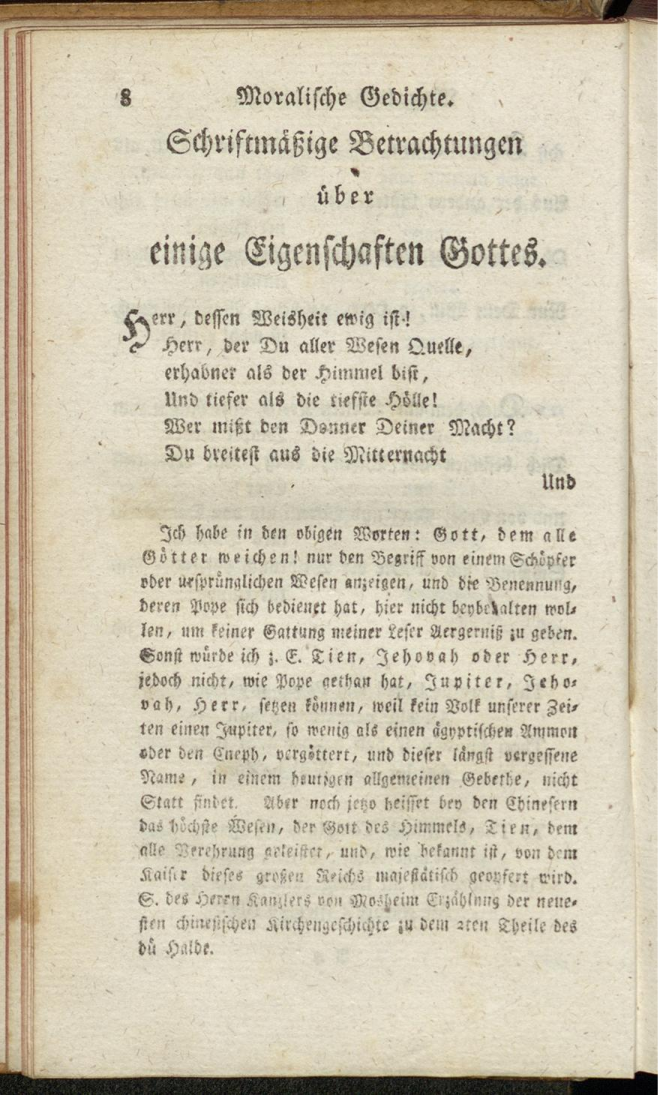 8 Moralische Gedichte.
Schriftmäßige Betrachtungen
über
einige Eigenschaften Gottes.
Herr, dessen Weisheit ewig ist!
Herr, der Du aller Wesen Quelle,
erhabner als der Himmel bist,
Und tiefer als die tiefste Hölle!
Wer mißt den Donner Deiner Macht?
Du breitest aus die Mitternacht
Und
Ich habe in den obigen Worten: Gott, dem alle
Götter weichen! nur den Begriff von einem Schöpfer
oder ursprünglichen Wesen anzeigen, und die Benennung,
deren Pope sich bedienet hat, hier nicht beybehalten wol-
len, um keiner Gattung meiner Leser Aergerniß zu geben.
Sonst würde ich z. E. Tien, Jehovah oder Herr,
jedoch nicht, wie Pope gethan hat, Jupiter, Jeho-
vah, Herr, setzen können, weil kein Volk unserer Zei-
ten einen Jupiter, so wenig als einen ägyptischen Ammon
oder den Cneph, vergöttert, und dieser längst vergessene
Name, in einem heutigen allgemeinen Gebethe, nicht
Statt findet. Aber noch jetzo heisset bey den Chinesern
das höchste Wesen, der Gott des Himmels, Tien, dem
alle Verehrung geleistet, und, wie bekannt ist, von dem
Kaiser dieses großen Reichs majestätisch geopfert wird.
S. des Herrn Kanzlers von Mosheim Erzählung der neue-
sten chinesischen Kirchengeschichte zu dem 2ten Theile des
dü Halde.